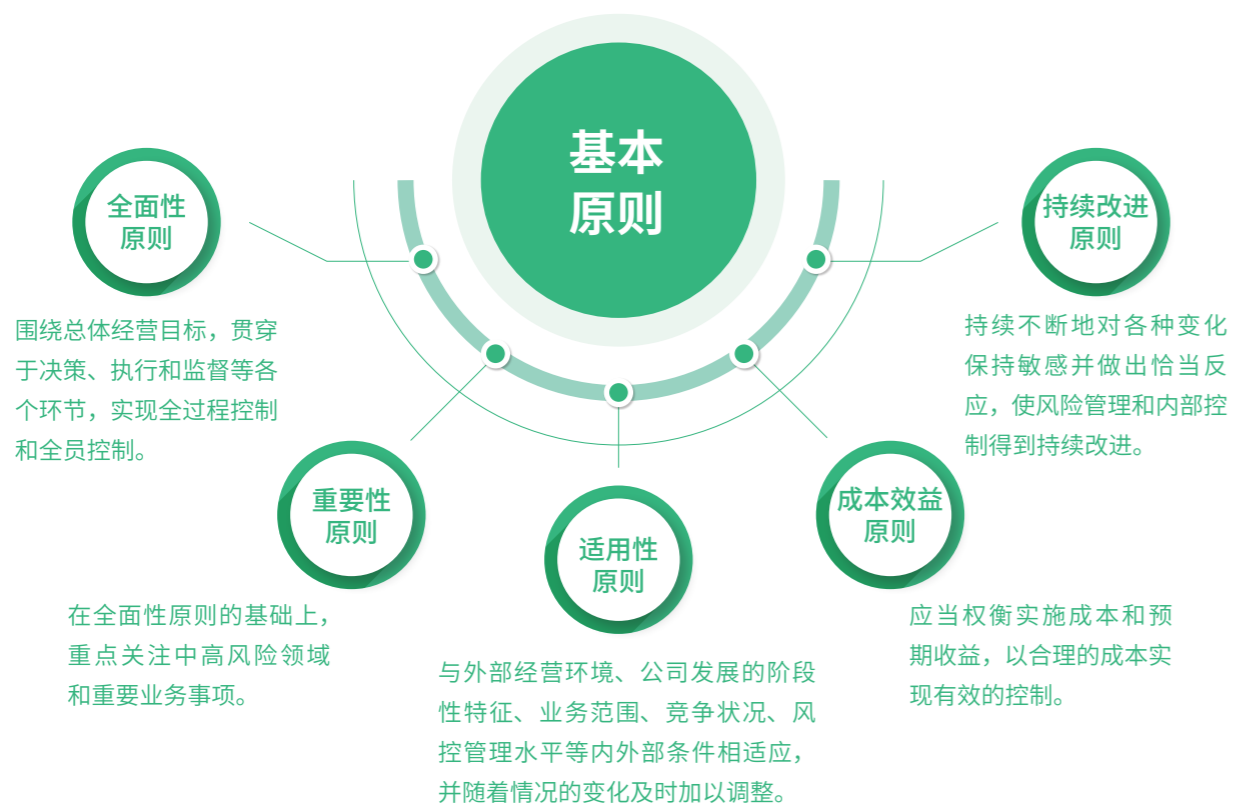 基本
原则
全面性
原则
围绕总体经营目标，贯穿
于决策、执行和监督等各
个环节，实现全过程控制
和全员控制。
重要性
原则
在全面性原则的基础上，
重点关注中高风险领域
和重要业务事项。
适用性
原则
与外部经营环境、公司发展的阶段
性特征、业务范围、竞争状况、风
控管理水平等内外部条件相适应，
并随着情况的变化及时加以调整。
成本效益
原则
应当权衡实施成本和预
期收益，以合理的成本实
现有效的控制。
持续改进
原则
持续不断地对各种变化
保持敏感并做出恰当反
应，使风险管理和内部控
制得到持续改进。